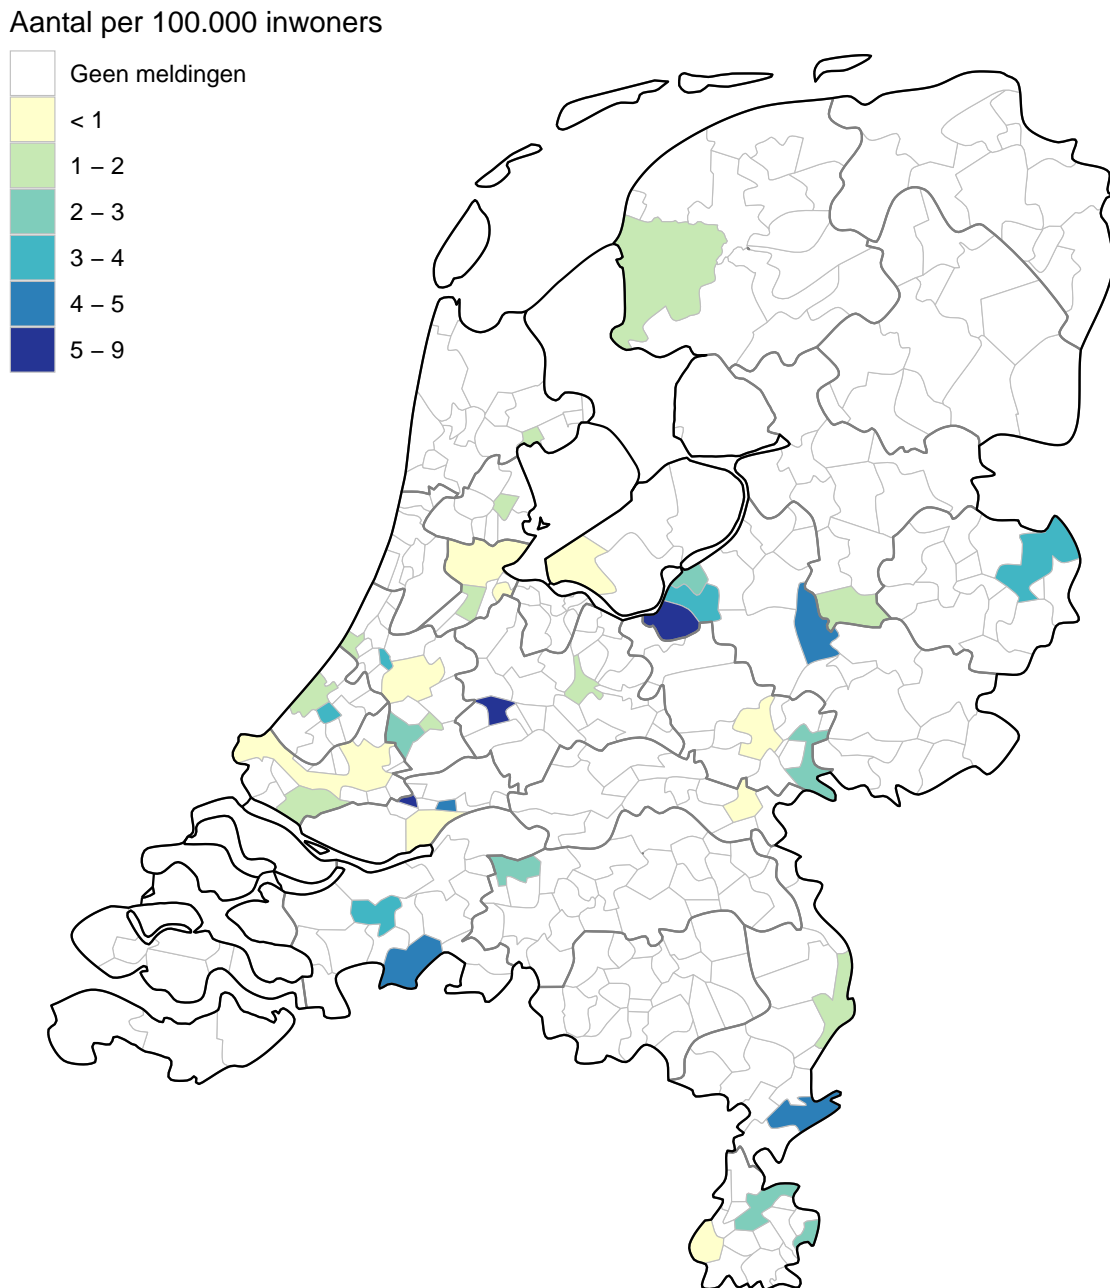 Aantal per 100.000 inwoners
Geen meldingen
< 1
1 – 2
2 – 3
3 – 4
4 – 5
5 – 9